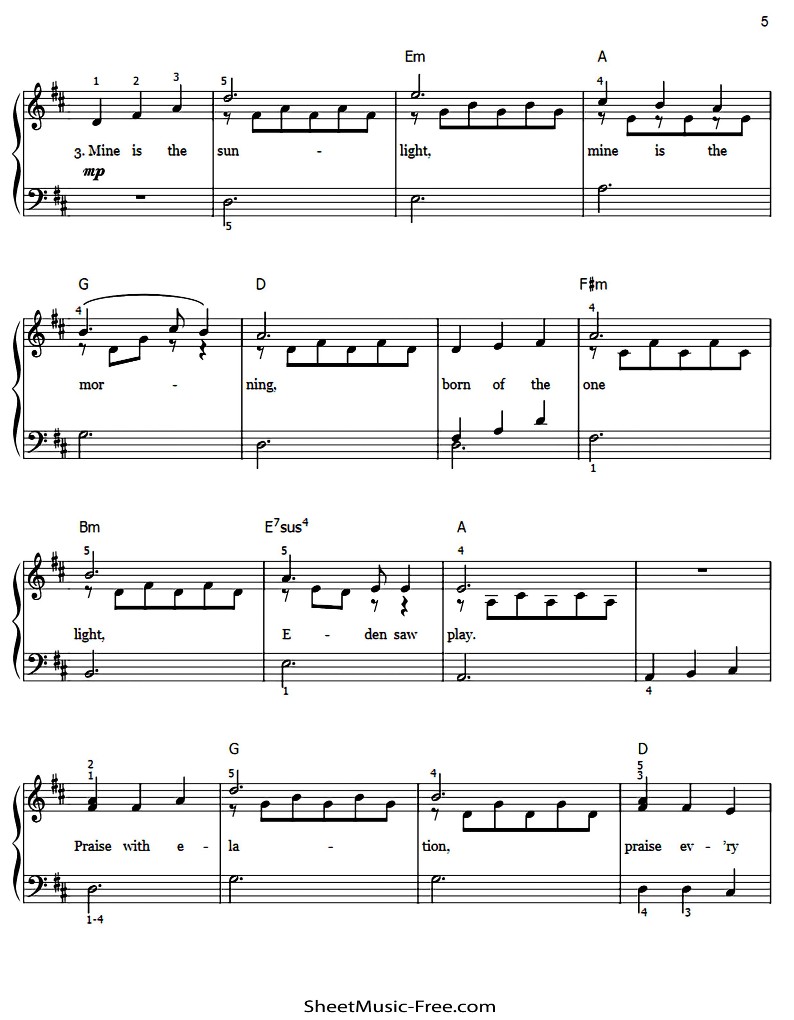 5
Em A
1 2 3 5 4
3. Mine is the sun - light, mine is the
mp
5
G D F#m
4 4
mor - ning, born of the one
1
Bm E7sus4 A
5 5 4
light, E - den saw play.
1 4
G D
2 5
1 5 4 3
Praise with e - la - tion, praise ev - 'ry
1-4 4 3
SheetMusic-Free.com